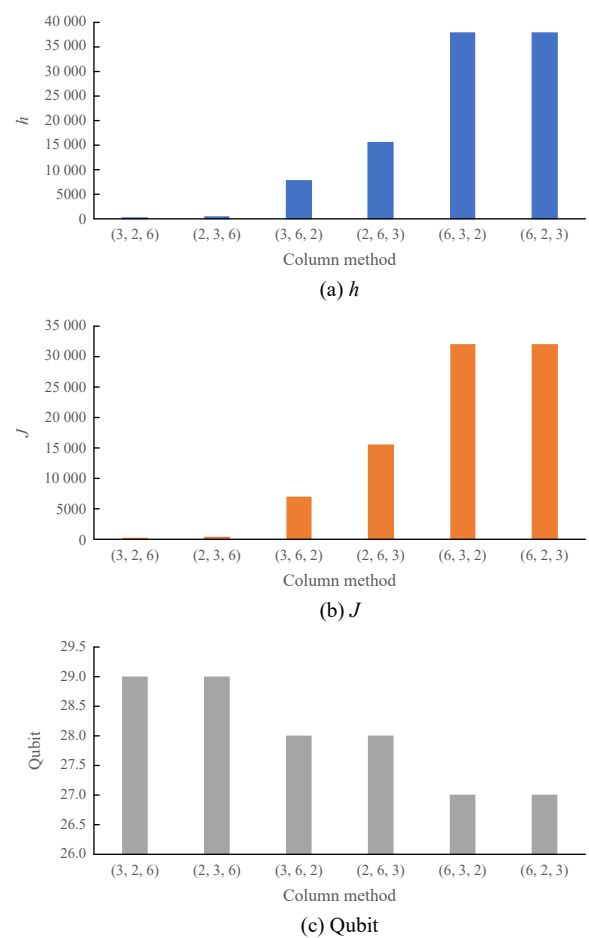 40 000
35 000
30 000
25 000
20 000
15 000
10 000
5000
0
h
(3, 2, 6) (2, 3, 6) (3, 6, 2) (2, 6, 3) (6, 3, 2) (6, 2, 3)
Column method
(a) h
35 000
30 000
25 000
20 000
15 000
10 000
5000
0
J
(3, 2, 6) (2, 3, 6) (3, 6, 2) (2, 6, 3) (6, 3, 2) (6, 2, 3)
Column method
(b) J
29.5
29.0
28.5
28.0
27.5
27.0
26.5
26.0
Qubit
(3, 2, 6) (2, 3, 6) (3, 6, 2) (2, 6, 3) (6, 3, 2) (6, 2, 3)
Column method
(c) Qubit